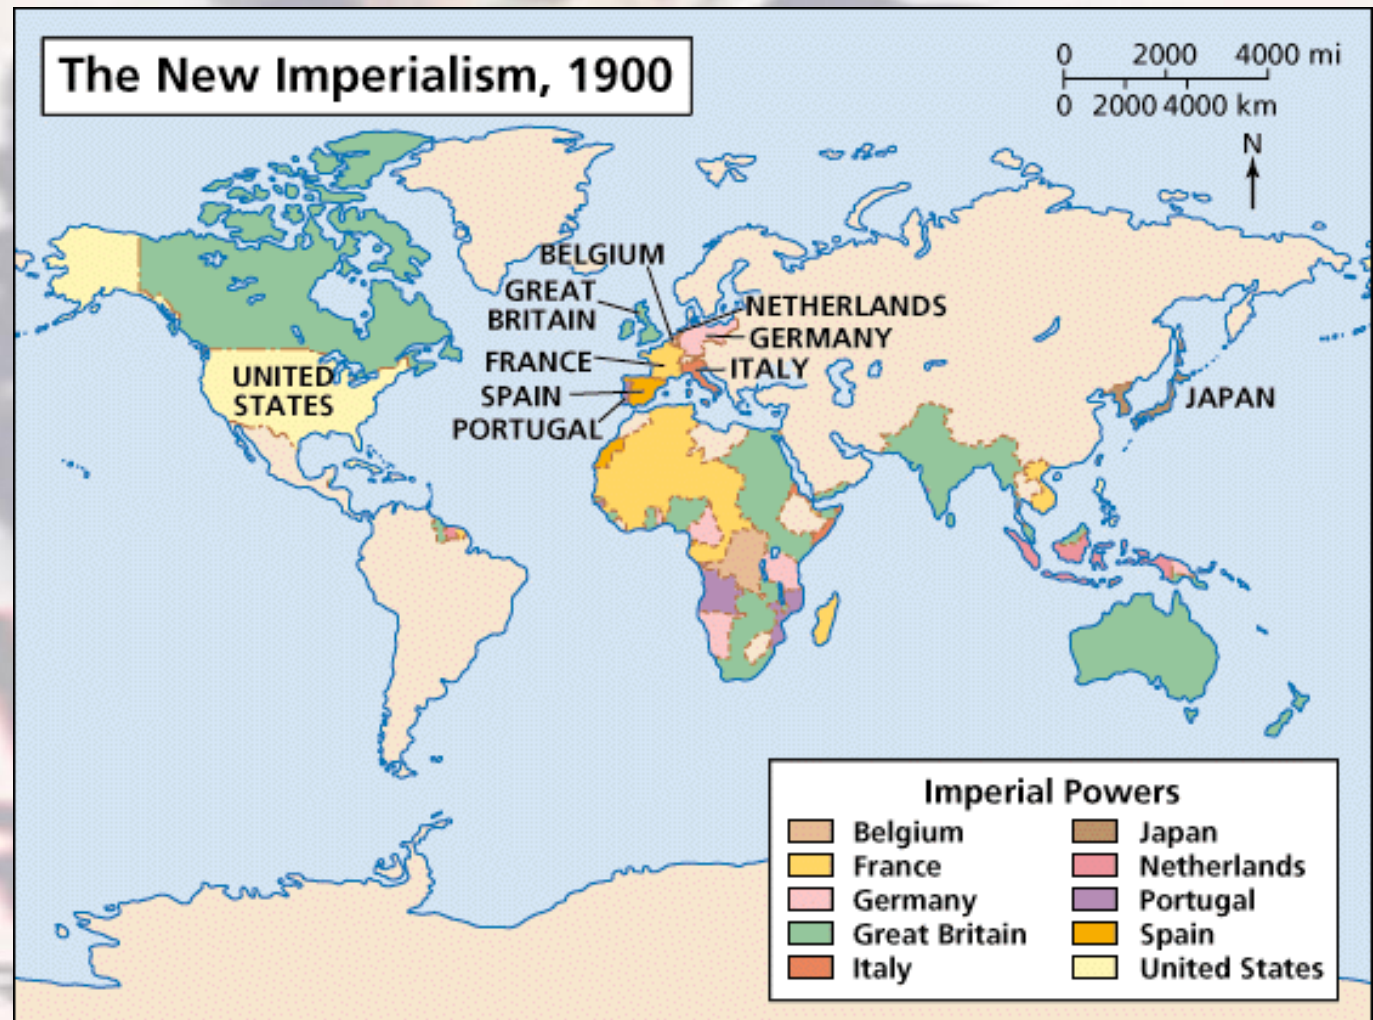 The New Imperialism, 1900
0 2000 4000 mi
0 2000 4000 km
N
BELGIUM
GREAT
BRITAIN
NETHERLANDS
GERMANY
FRANCE
ITALY
UNITED
STATES
SPAIN
JAPAN
PORTUGAL
Imperial Powers
Belgium
France
Germany
Great Britain
Italy
Japan
Netherlands
Portugal
Spain
United States